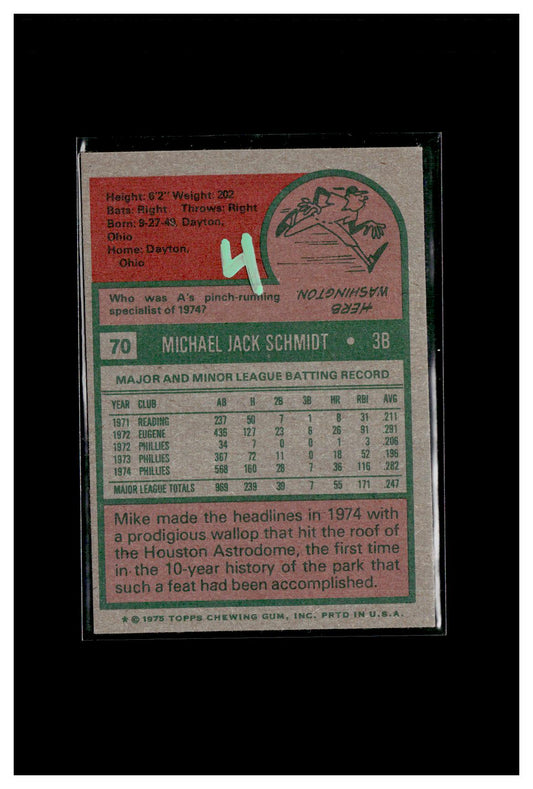 Height: 6'2" Weight: 202
Bats: Right. Throws: Right
Born: 9-27-49, Dayton,
Ohio
Home: Dayton,
Ohio
4
Who was A's pinch-running
specialist of 1974?
HERB
WASHINGTON
70 MICHAEL JACK SCHMIDT • 3B
MAJOR AND MINOR LEAGUE BATTING RECORD
YEAR CLUB AB H 2B 3B HR RBI AVG
1971 READING 237 50 7 1 8 31 .211
1972 EUGENE 436 127 23 6 26 91 .291
1972 PHILLIES 34 7 0 0 1 3 .206
1973 PHILLIES 367 72 11 0 18 52 .196
1974 PHILLIES 568 160 28 7 36 116 .282
MAJOR LEAGUE TOTALS 969 239 39 7 55 171 .247
Mike made the headlines in 1974 with
a prodigious wallop that hit the roof of
the Houston Astrodome, the first time
in the 10-year history of the park that
such a feat had been accomplished.
★ © 1975 TOPPS CHEWING GUM, INC. PRTD IN U.S.A.